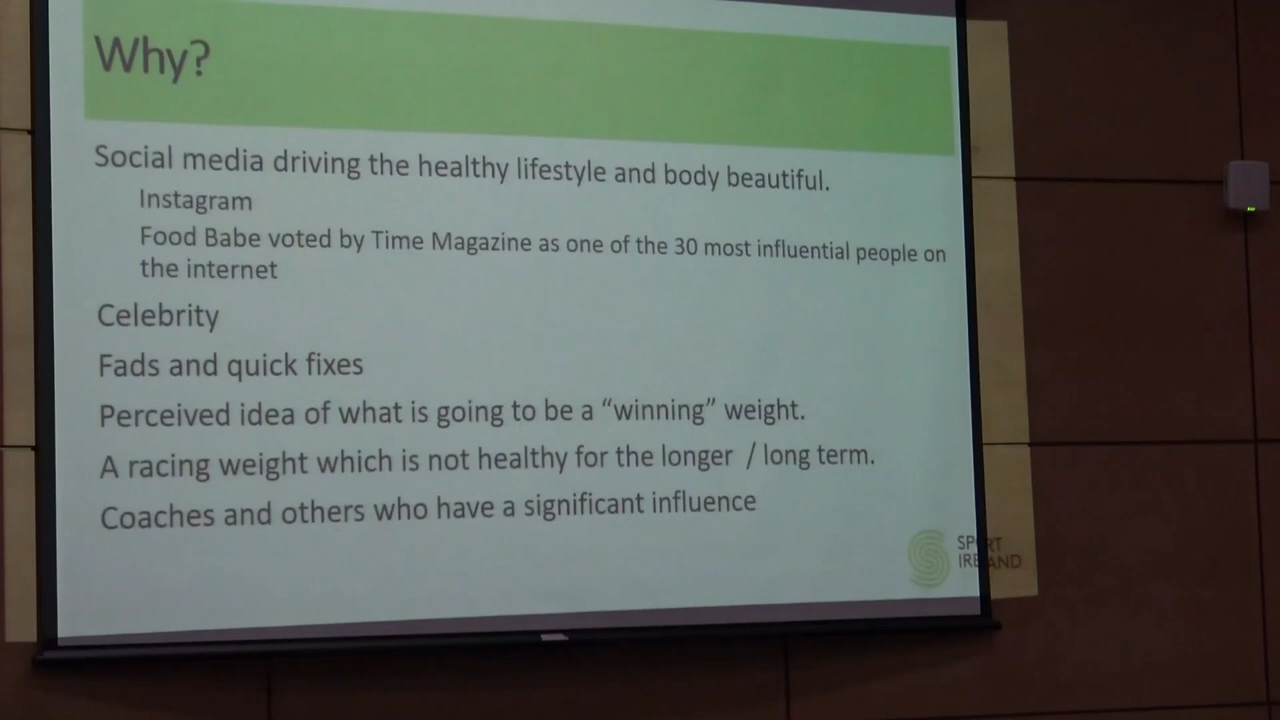 Why?
Social media driving the healthy lifestyle and body beautiful.
Instagram
Food Babe voted by Time Magazine as one of the 30 most influential people on
the internet
Celebrity
Fads and quick fixes
Perceived idea of what is going to be a “winning” weight.
A racing weight which is not healthy for the longer / long term.
Coaches and others who have a significant influence
SPORT
IRELAND